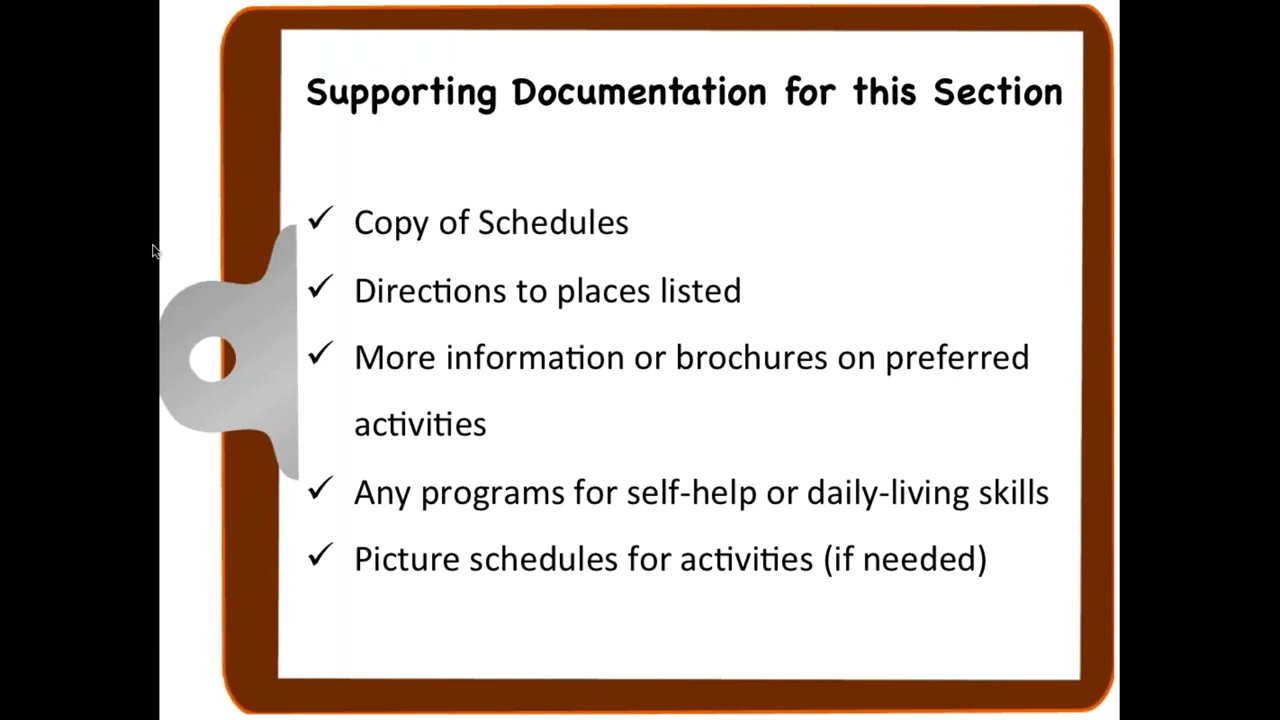 Supporting Documentation for this Section
✓ Copy of Schedules
✓ Directions to places listed
✓ More information or brochures on preferred
activities
✓ Any programs for self-help or daily-living skills
✓ Picture schedules for activities (if needed)